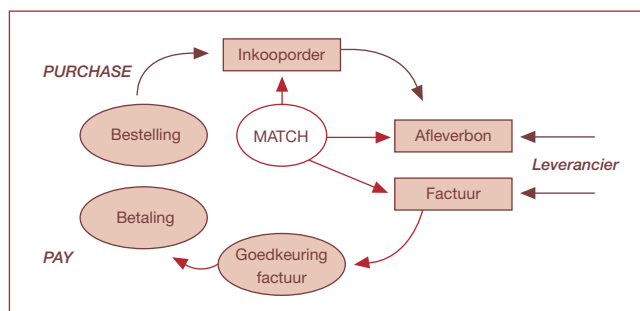 Inkooporder
PURCHASE
Bestelling
MATCH
Afleverbon
Leverancier
Factuur
Betaling
PAY
Goedkeuring
factuur